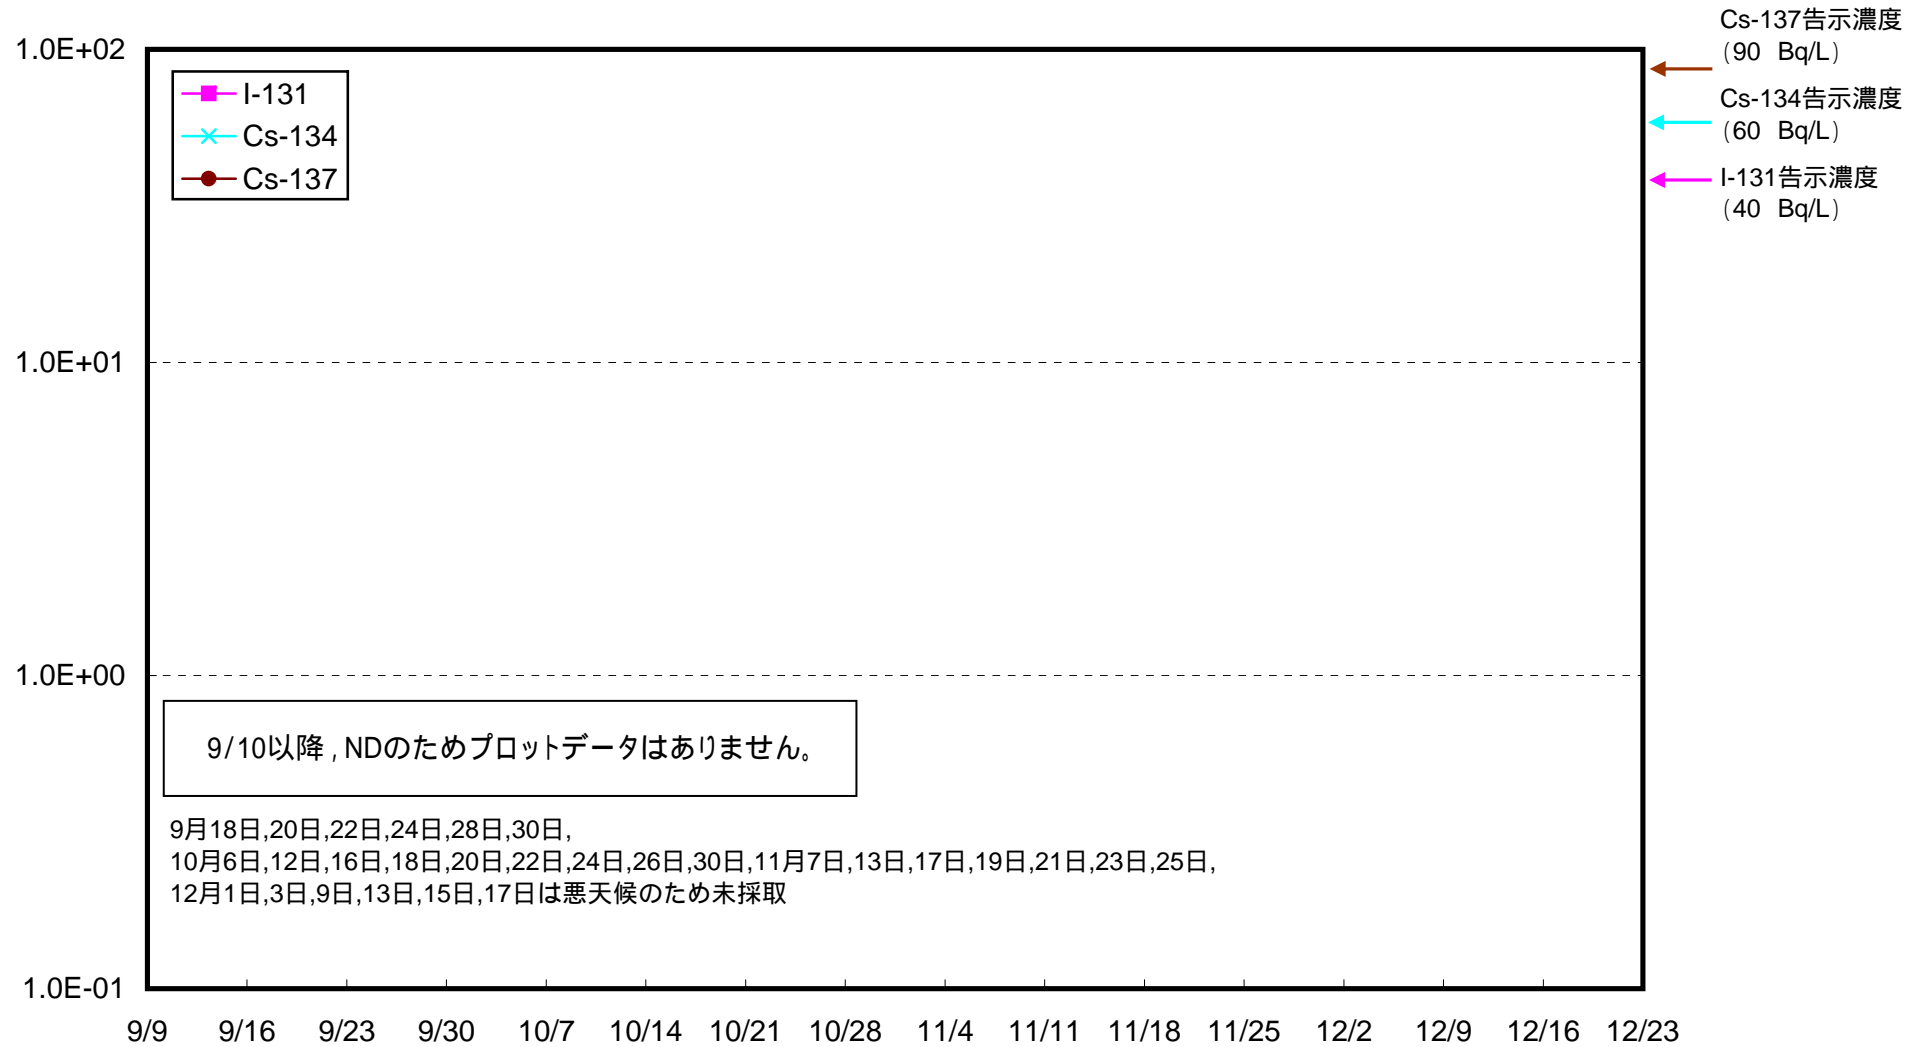 Cs-137告示濃度
(90 Bq/L)
Cs-134告示濃度
(60 Bq/L)
I-131告示濃度
(40 Bq/L)
1.0E+02
1.0E+01
1.0E+00
1.0E-01
I-131
Cs-134
Cs-137
9/10以降,NDのためプロットデータはありません。
9月18日,20日,22日,24日,28日,30日,
10月6日,12日,16日,18日,20日,22日,24日,26日,30日,11月7日,13日,17日,19日,21日,23日,25日,
12月1日,3日,9日,13日,15日,17日は悪天候のため未採取
9/9 9/16 9/23 9/30 10/7 10/14 10/21 10/28 11/4 11/11 11/18 11/25 12/2 12/9 12/16 12/23